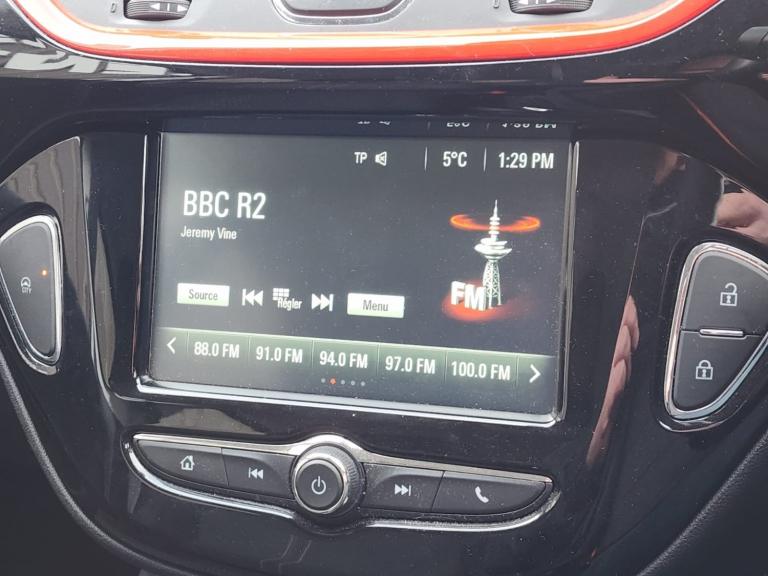 TP 5°C 1:29 PM
BBC R2
Jeremy Vine
FM
Source Régler Menu
88.0 FM 91.0 FM 94.0 FM 97.0 FM 100.0 FM
CITY